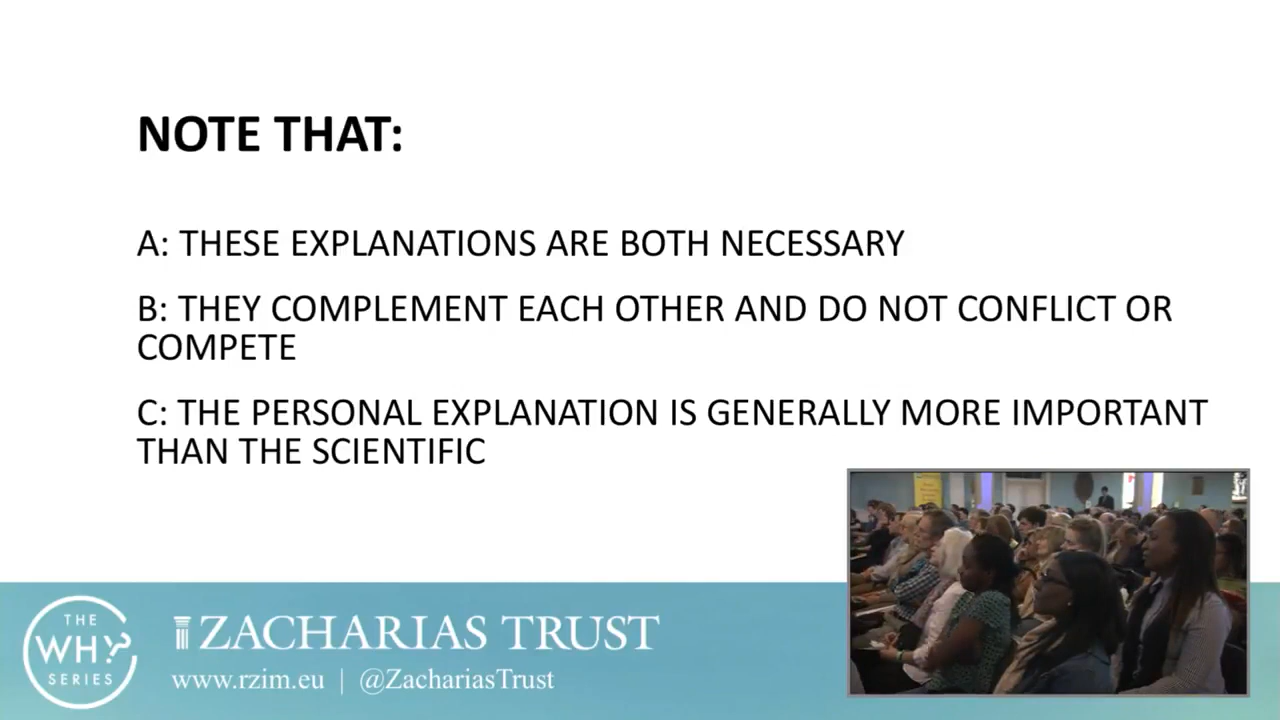 NOTE THAT:
A: THESE EXPLANATIONS ARE BOTH NECESSARY
B: THEY COMPLEMENT EACH OTHER AND DO NOT CONFLICT OR
COMPETE
C: THE PERSONAL EXPLANATION IS GENERALLY MORE IMPORTANT
THAN THE SCIENTIFIC
THE
WH?
SERIES
ZACHARIAS TRUST
www.rzim.eu | @ZachariasTrust